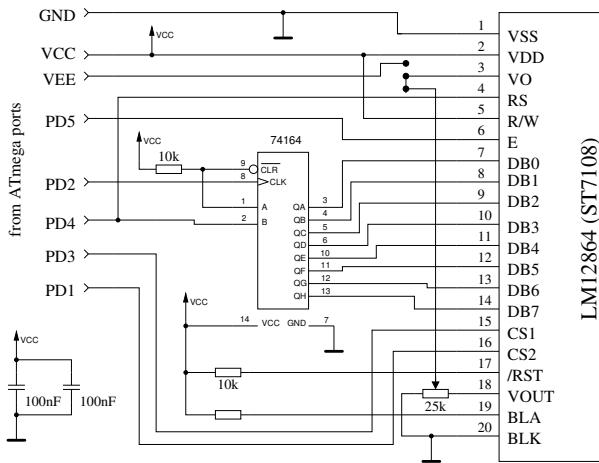 GND
VCC
VEE
PD5
PD2
PD4
PD3
PD1
from ATmega ports
VCC
VCC
10k
74164
9
CLR
8
CLK
1
A
2
B
QA
3
QB
4
QC
5
QD
6
QE
10
QF
11
QG
12
QH
13
VCC
14
VCC
GND
7
10k
VCC
100nF
100nF
25k
1
VSS
2
VDD
3
VO
4
RS
5
R/W
6
E
7
DB0
8
DB1
9
DB2
10
DB3
11
DB4
12
DB5
13
DB6
14
DB7
15
CS1
16
CS2
17
/RST
18
VOUT
19
BLA
20
BLK
LM12864 (ST7108)